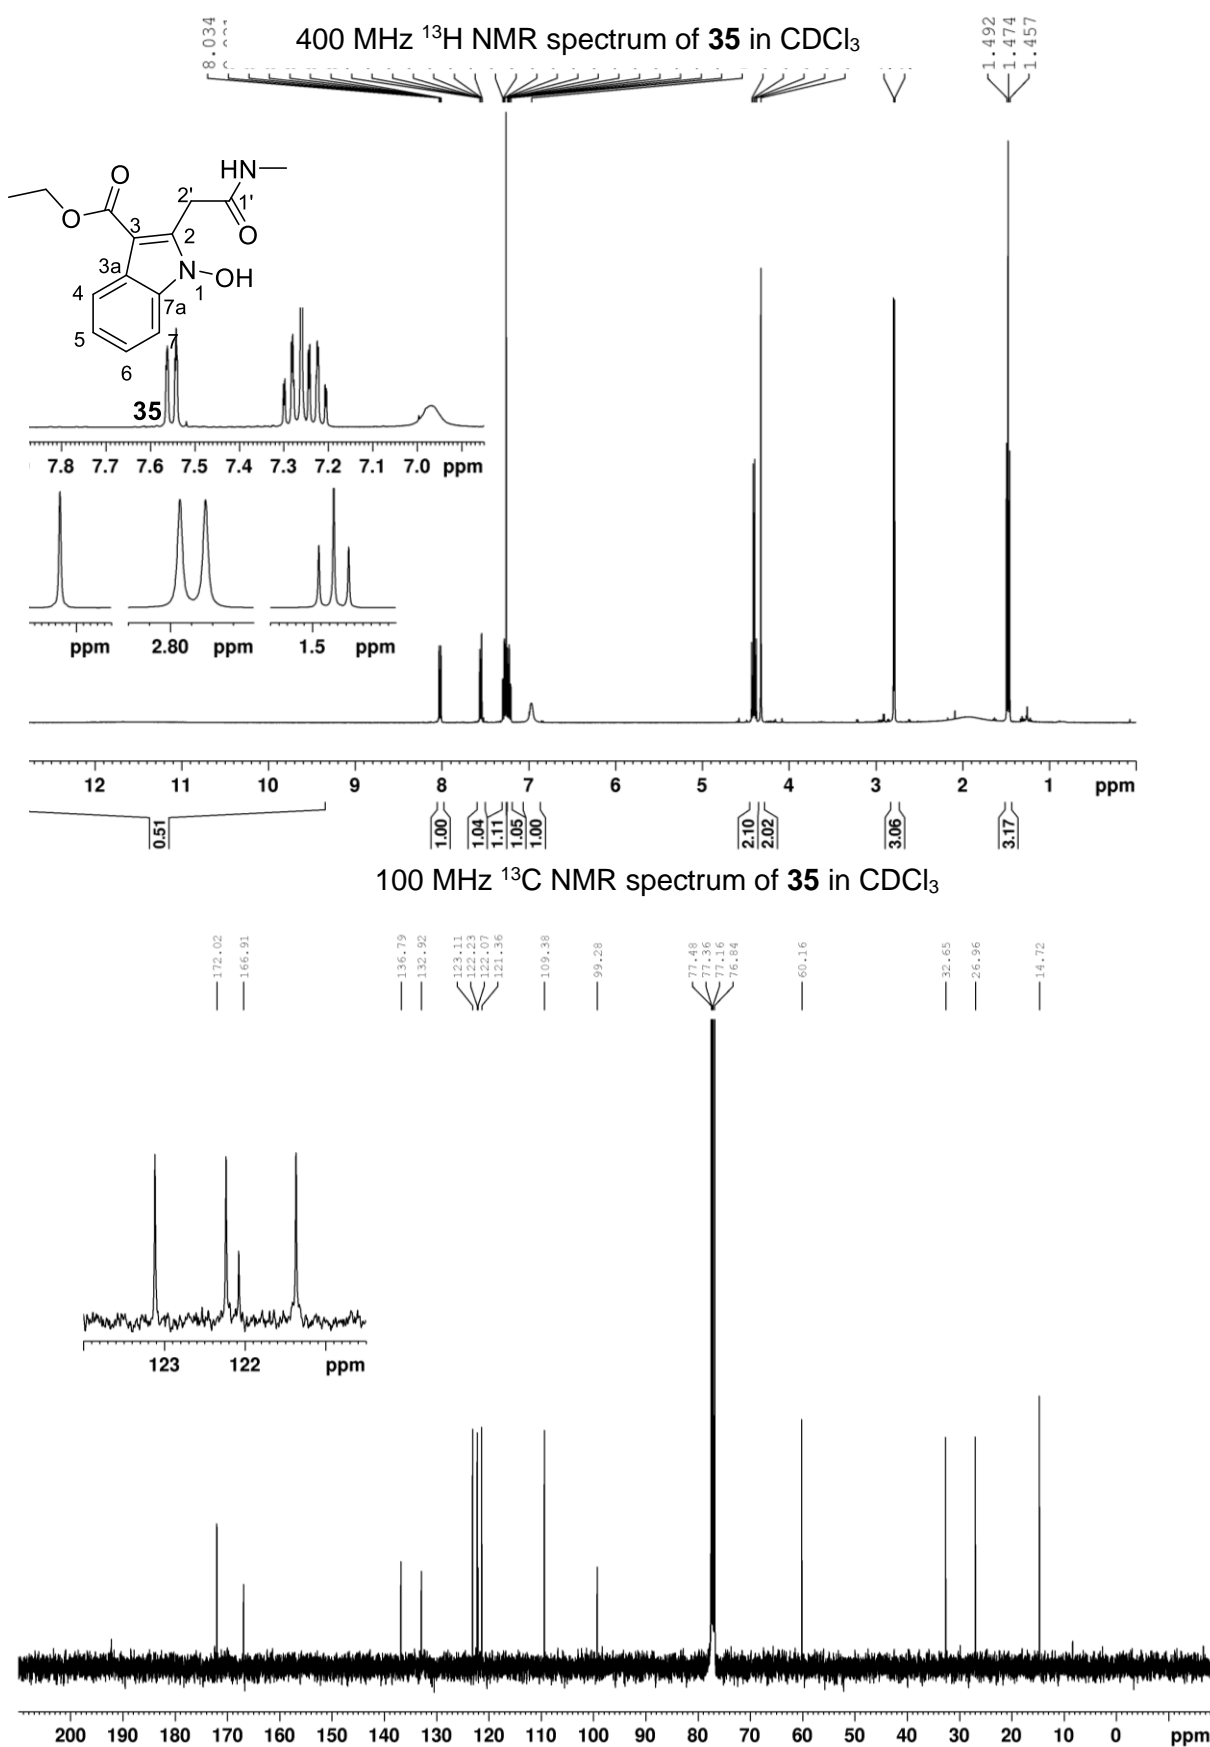 8.034
400 MHz ¹³H NMR spectrum of 35 in CDCl₃
1.492
1.474
1.457
O
HN
2'
1'
O
O
3
2
3a
N
OH
1
4
7a
5
7
6
35
7.8 7.7 7.6 7.5 7.4 7.3 7.2 7.1 7.0 ppm
ppm
2.80 ppm
1.5 ppm
12 11 10 9 8 7 6 5 4 3 2 1 ppm
0.51
1.00
1.04
1.11
1.05
1.00
2.10
2.02
3.06
3.17
100 MHz ¹³C NMR spectrum of 35 in CDCl₃
172.02
166.91
136.79
132.92
123.11
122.23
122.07
121.36
109.38
99.28
77.48
77.36
77.16
76.84
60.16
32.65
26.96
14.72
123 122 ppm
200 190 180 170 160 150 140 130 120 110 100 90 80 70 60 50 40 30 20 10 0 ppm